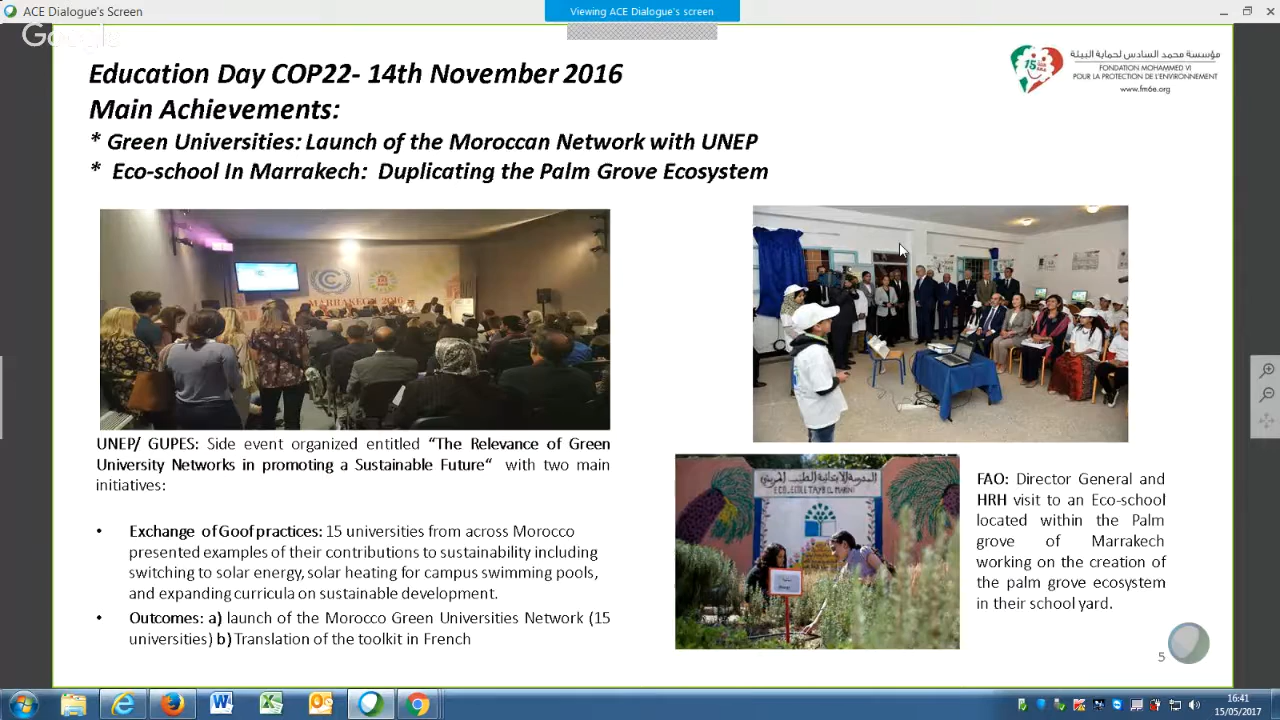 ACE Dialogue's Screen
Viewing ACE Dialogue's screen
Education Day COP22- 14th November 2016
Main Achievements:
* Green Universities: Launch of the Moroccan Network with UNEP
* Eco-school In Marrakech: Duplicating the Palm Grove Ecosystem
مؤسسة محمد السادس لحماية البيئة
FONDATION MOHAMMED VI
POUR LA PROTECTION DE L'ENVIRONNEMENT
www.fm6e.org
15
MARRAKECH 2016
UNEP/ GUPES: Side event organized entitled “The Relevance of Green
University Networks in promoting a Sustainable Future“ with two main
initiatives:
• Exchange of Goof practices: 15 universities from across Morocco
presented examples of their contributions to sustainability including
switching to solar energy, solar heating for campus swimming pools,
and expanding curricula on sustainable development.
• Outcomes: a) launch of the Morocco Green Universities Network (15
universities) b) Translation of the toolkit in French
FAO: Director General and
HRH visit to an Eco-school
located within the Palm
grove of Marrakech
working on the creation of
the palm grove ecosystem
in their school yard.
5
16:41
15/05/2017